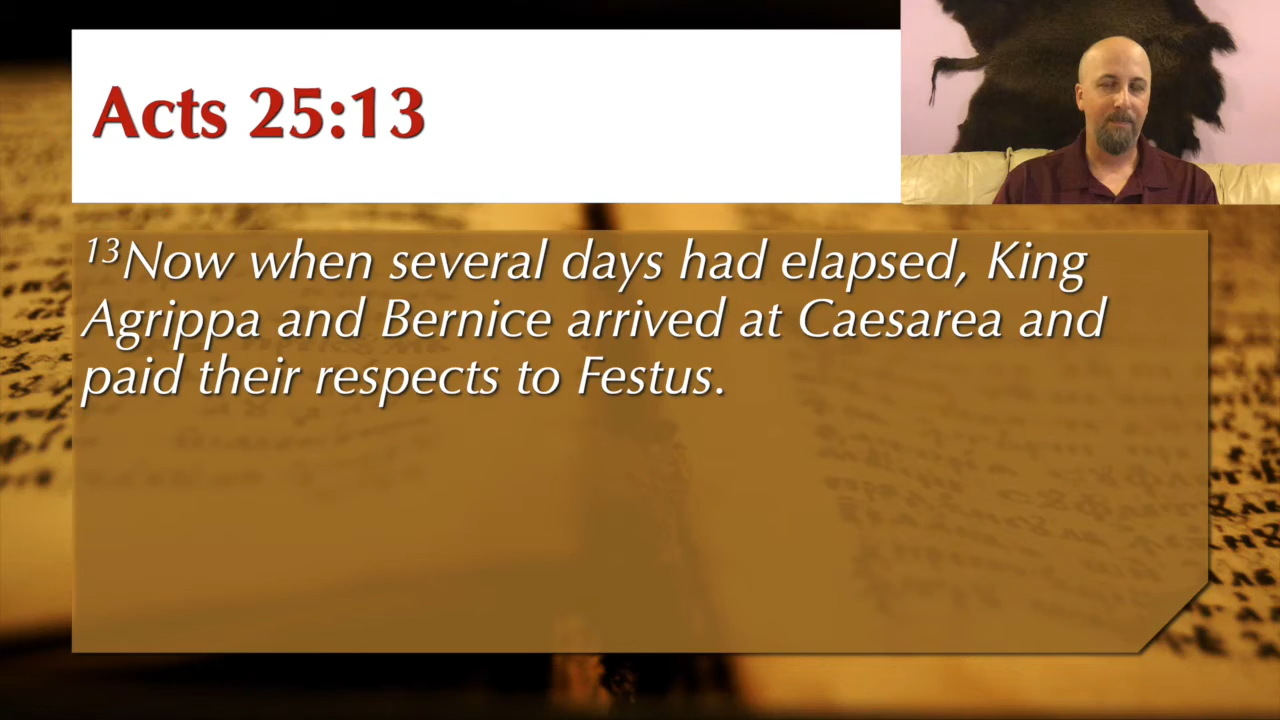 Acts 25:13
13Now when several days had elapsed, King
Agrippa and Bernice arrived at Caesarea and
paid their respects to Festus.